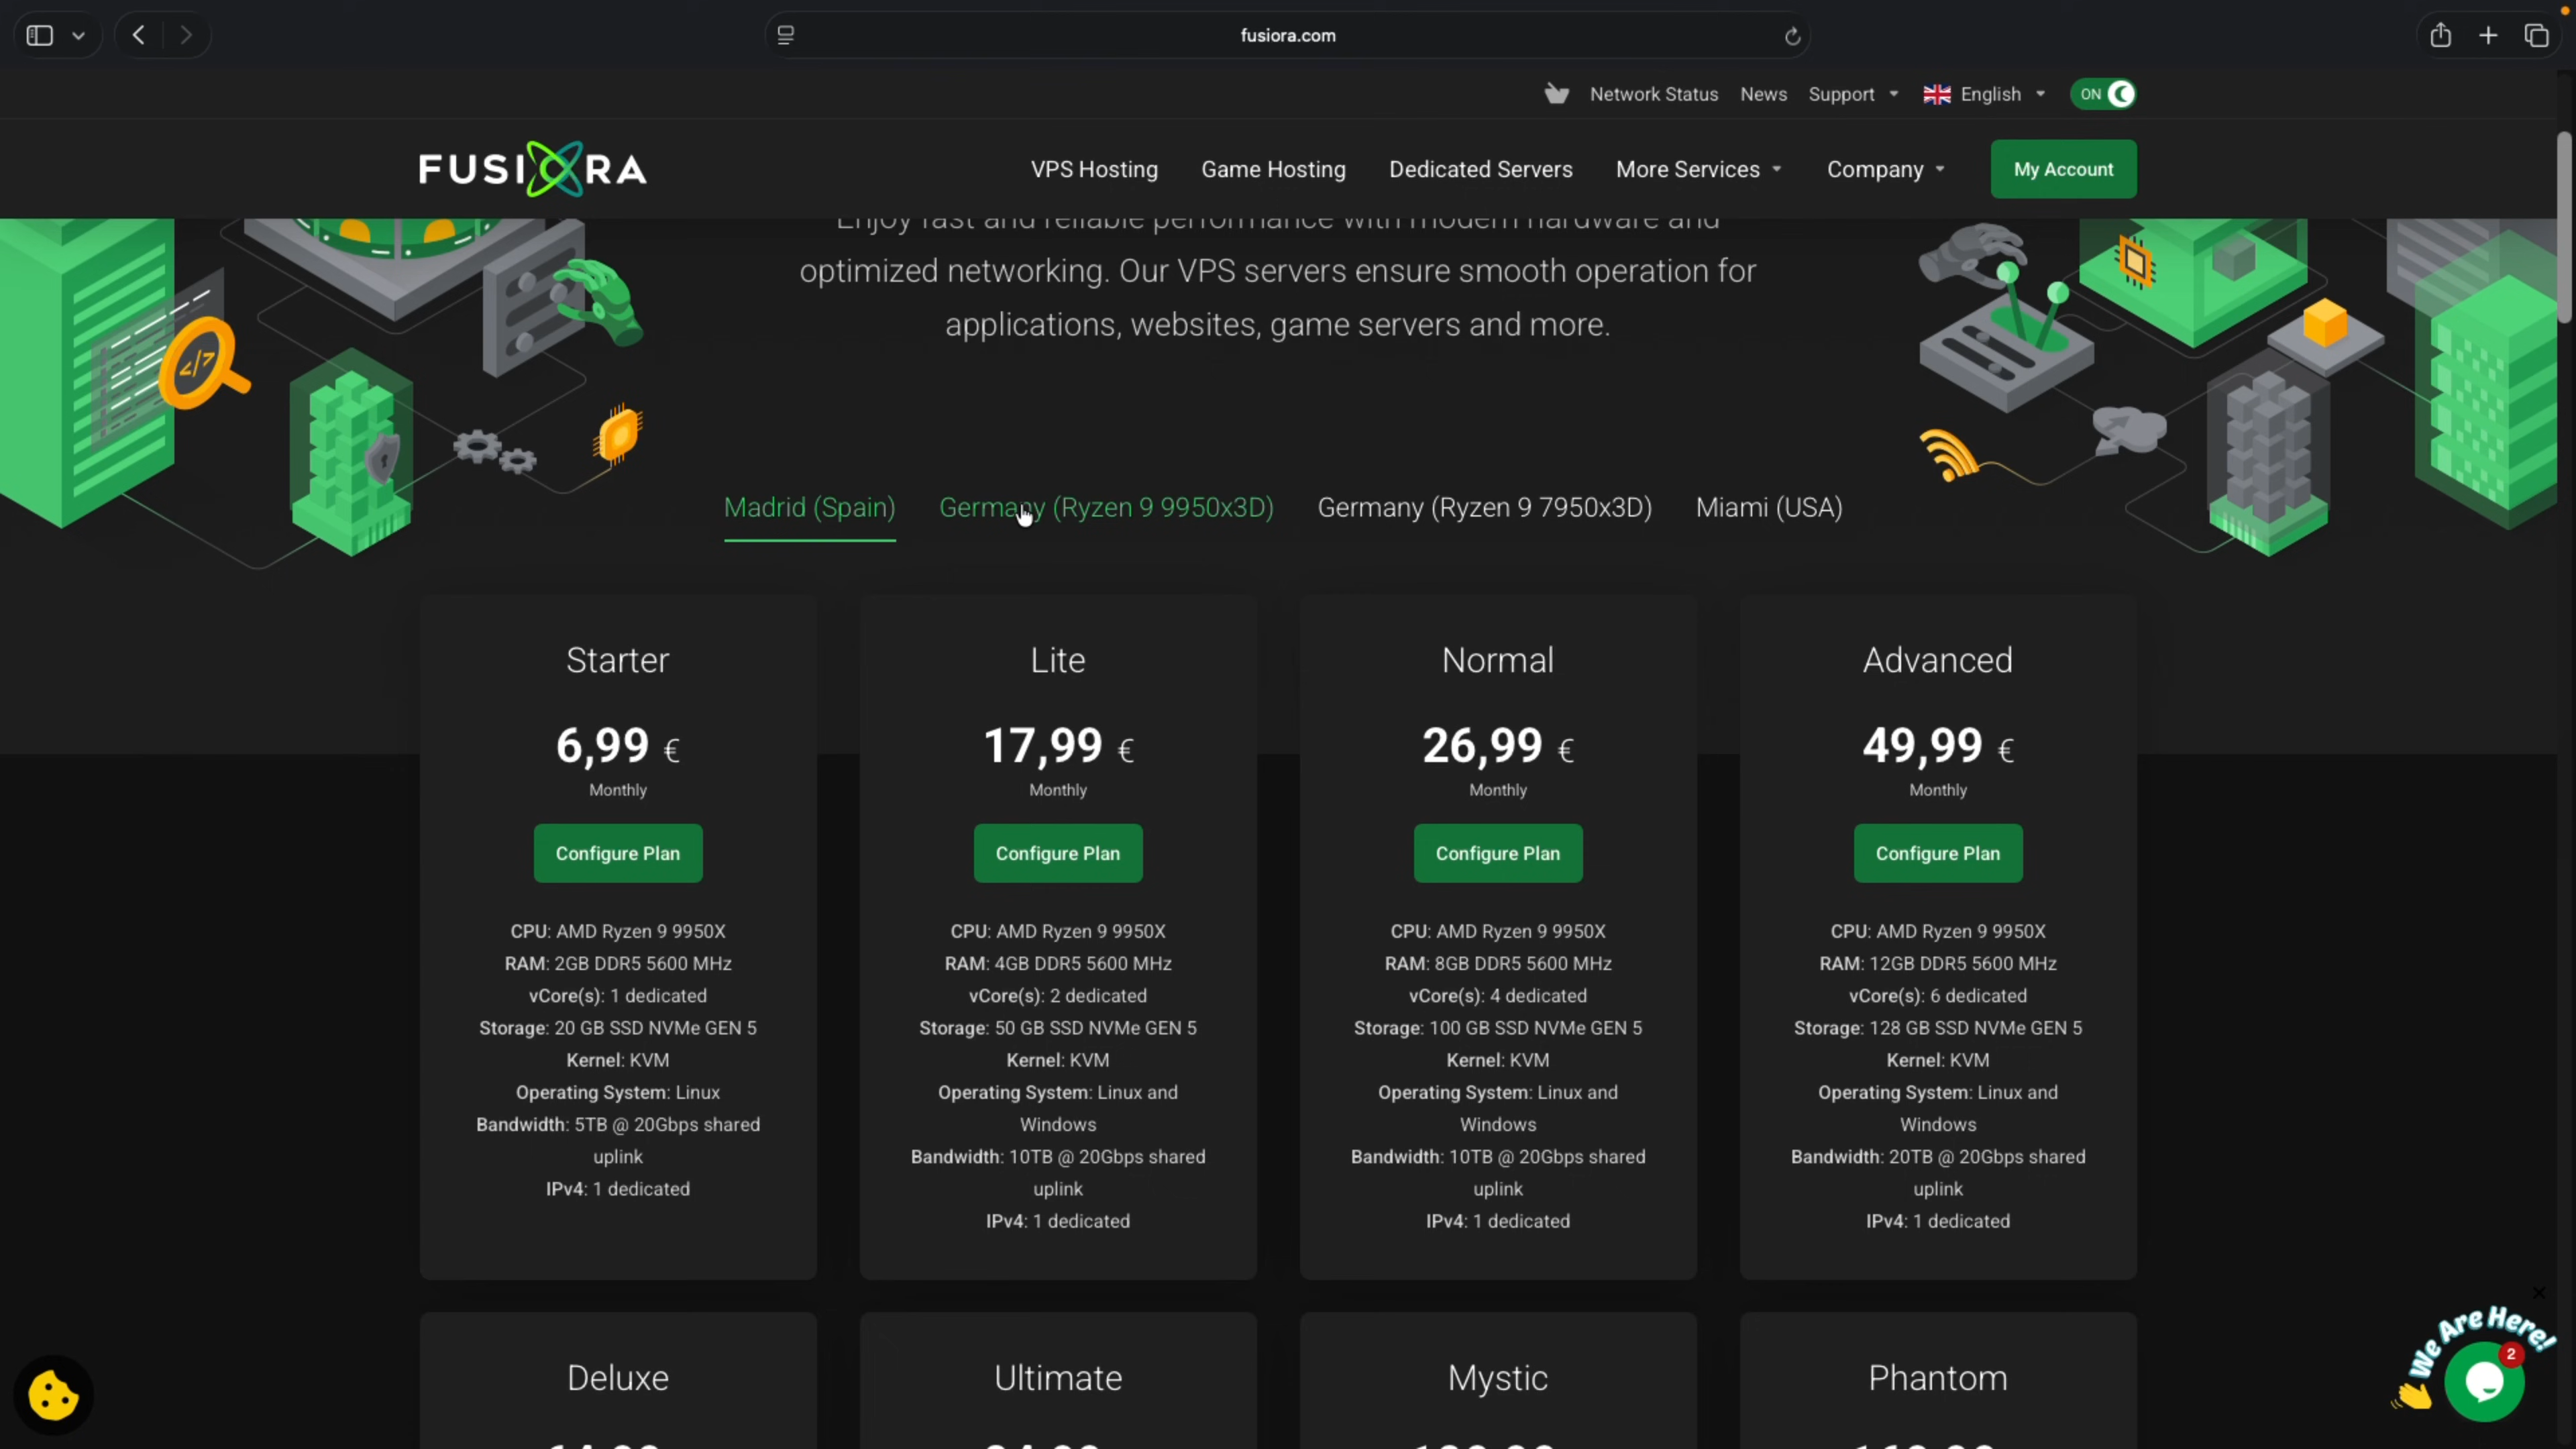 fusiora.com
Network Status News Support English ON
FUSIORA
VPS Hosting Game Hosting Dedicated Servers More Services Company My Account
Enjoy fast and reliable performance with modern hardware and
optimized networking. Our VPS servers ensure smooth operation for
applications, websites, game servers and more.
</>
Madrid (Spain) Germany (Ryzen 9 9950x3D) Germany (Ryzen 9 7950x3D) Miami (USA)
Starter
6,99 €
Monthly
Configure Plan
CPU: AMD Ryzen 9 9950X
RAM: 2GB DDR5 5600 MHz
vCore(s): 1 dedicated
Storage: 20 GB SSD NVMe GEN 5
Kernel: KVM
Operating System: Linux
Bandwidth: 5TB @ 20Gbps shared
uplink
IPv4: 1 dedicated
Lite
17,99 €
Monthly
Configure Plan
CPU: AMD Ryzen 9 9950X
RAM: 4GB DDR5 5600 MHz
vCore(s): 2 dedicated
Storage: 50 GB SSD NVMe GEN 5
Kernel: KVM
Operating System: Linux and
Windows
Bandwidth: 10TB @ 20Gbps shared
uplink
IPv4: 1 dedicated
Normal
26,99 €
Monthly
Configure Plan
CPU: AMD Ryzen 9 9950X
RAM: 8GB DDR5 5600 MHz
vCore(s): 4 dedicated
Storage: 100 GB SSD NVMe GEN 5
Kernel: KVM
Operating System: Linux and
Windows
Bandwidth: 10TB @ 20Gbps shared
uplink
IPv4: 1 dedicated
Advanced
49,99 €
Monthly
Configure Plan
CPU: AMD Ryzen 9 9950X
RAM: 12GB DDR5 5600 MHz
vCore(s): 6 dedicated
Storage: 128 GB SSD NVMe GEN 5
Kernel: KVM
Operating System: Linux and
Windows
Bandwidth: 20TB @ 20Gbps shared
uplink
IPv4: 1 dedicated
Deluxe
Ultimate
Mystic
Phantom
We Are Here!
2